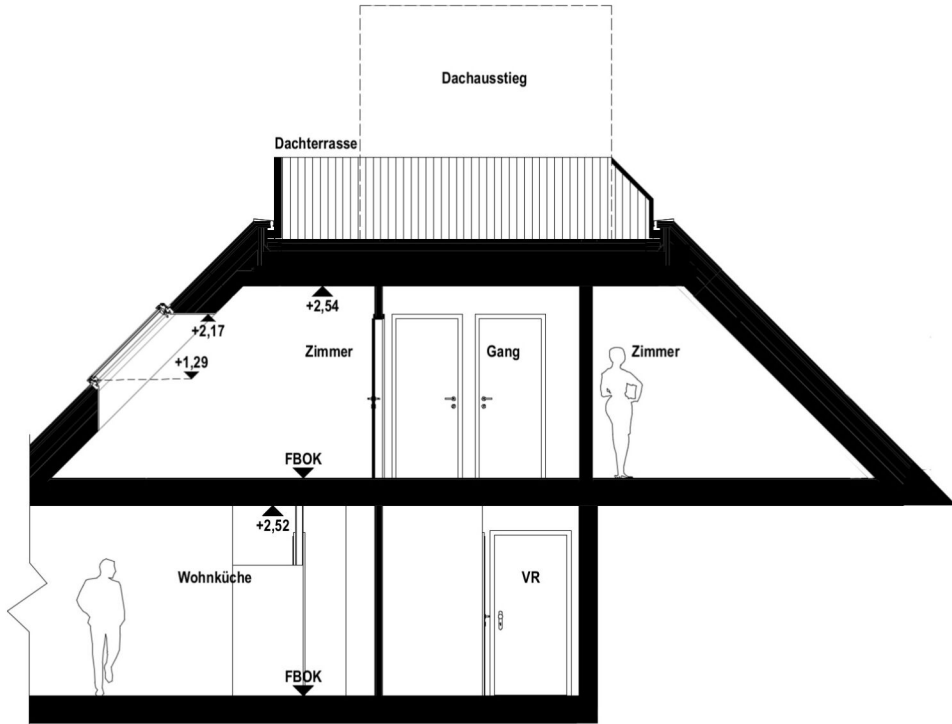 Dachausstieg
Dachterrasse
+2,54
+2,17
Zimmer
Gang
Zimmer
+1,29
FBOK
+2,52
Wohnküche
VR
FBOK